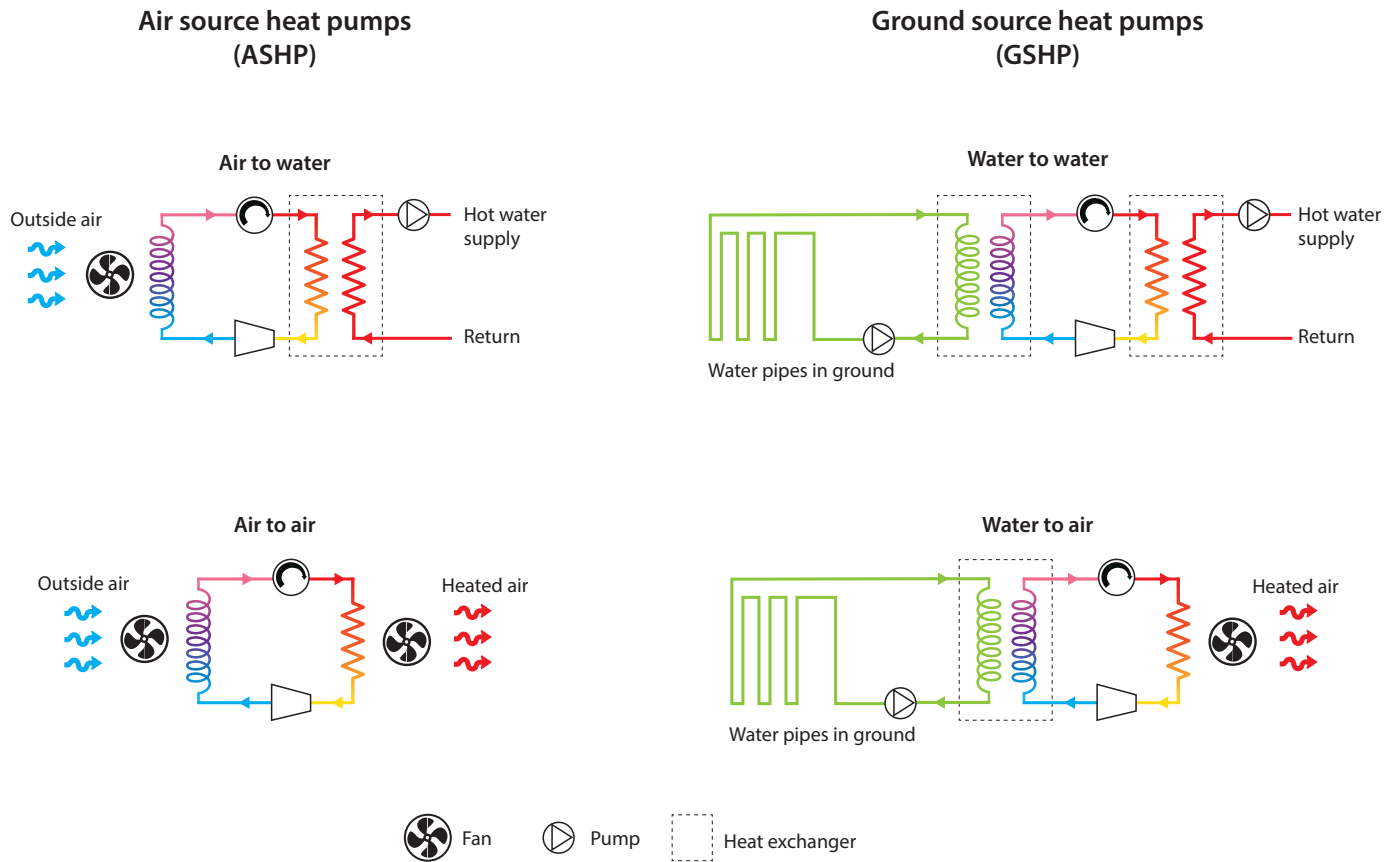 Air source heat pumps
(ASHP)
Ground source heat pumps
(GSHP)
Air to water
Outside air
Hot water
supply
Return
Water to water
Hot water
supply
Return
Water pipes in ground
Air to air
Outside air
Heated air
Water to air
Heated air
Water pipes in ground
Fan
Pump
Heat exchanger